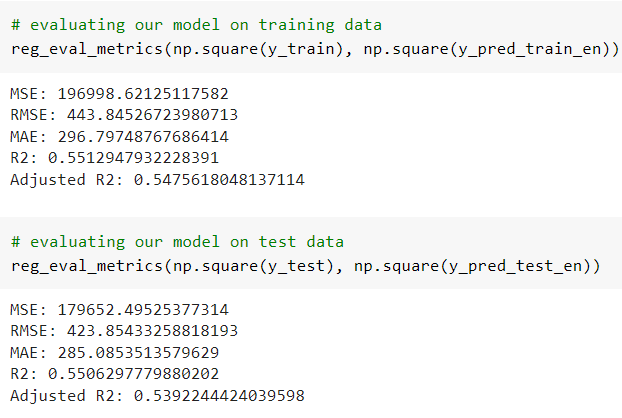 # evaluating our model on training data
reg_eval_metrics(np.square(y_train), np.square(y_pred_train_en))
MSE: 196998.62125117582
RMSE: 443.84526723980713
MAE: 296.79748767686414
R2: 0.5512947932228391
Adjusted R2: 0.5475618048137114
# evaluating our model on test data
reg_eval_metrics(np.square(y_test), np.square(y_pred_test_en))
MSE: 179652.49525377314
RMSE: 423.85433258818193
MAE: 285.0853513579629
R2: 0.5506297779880202
Adjusted R2: 0.5392244424039598